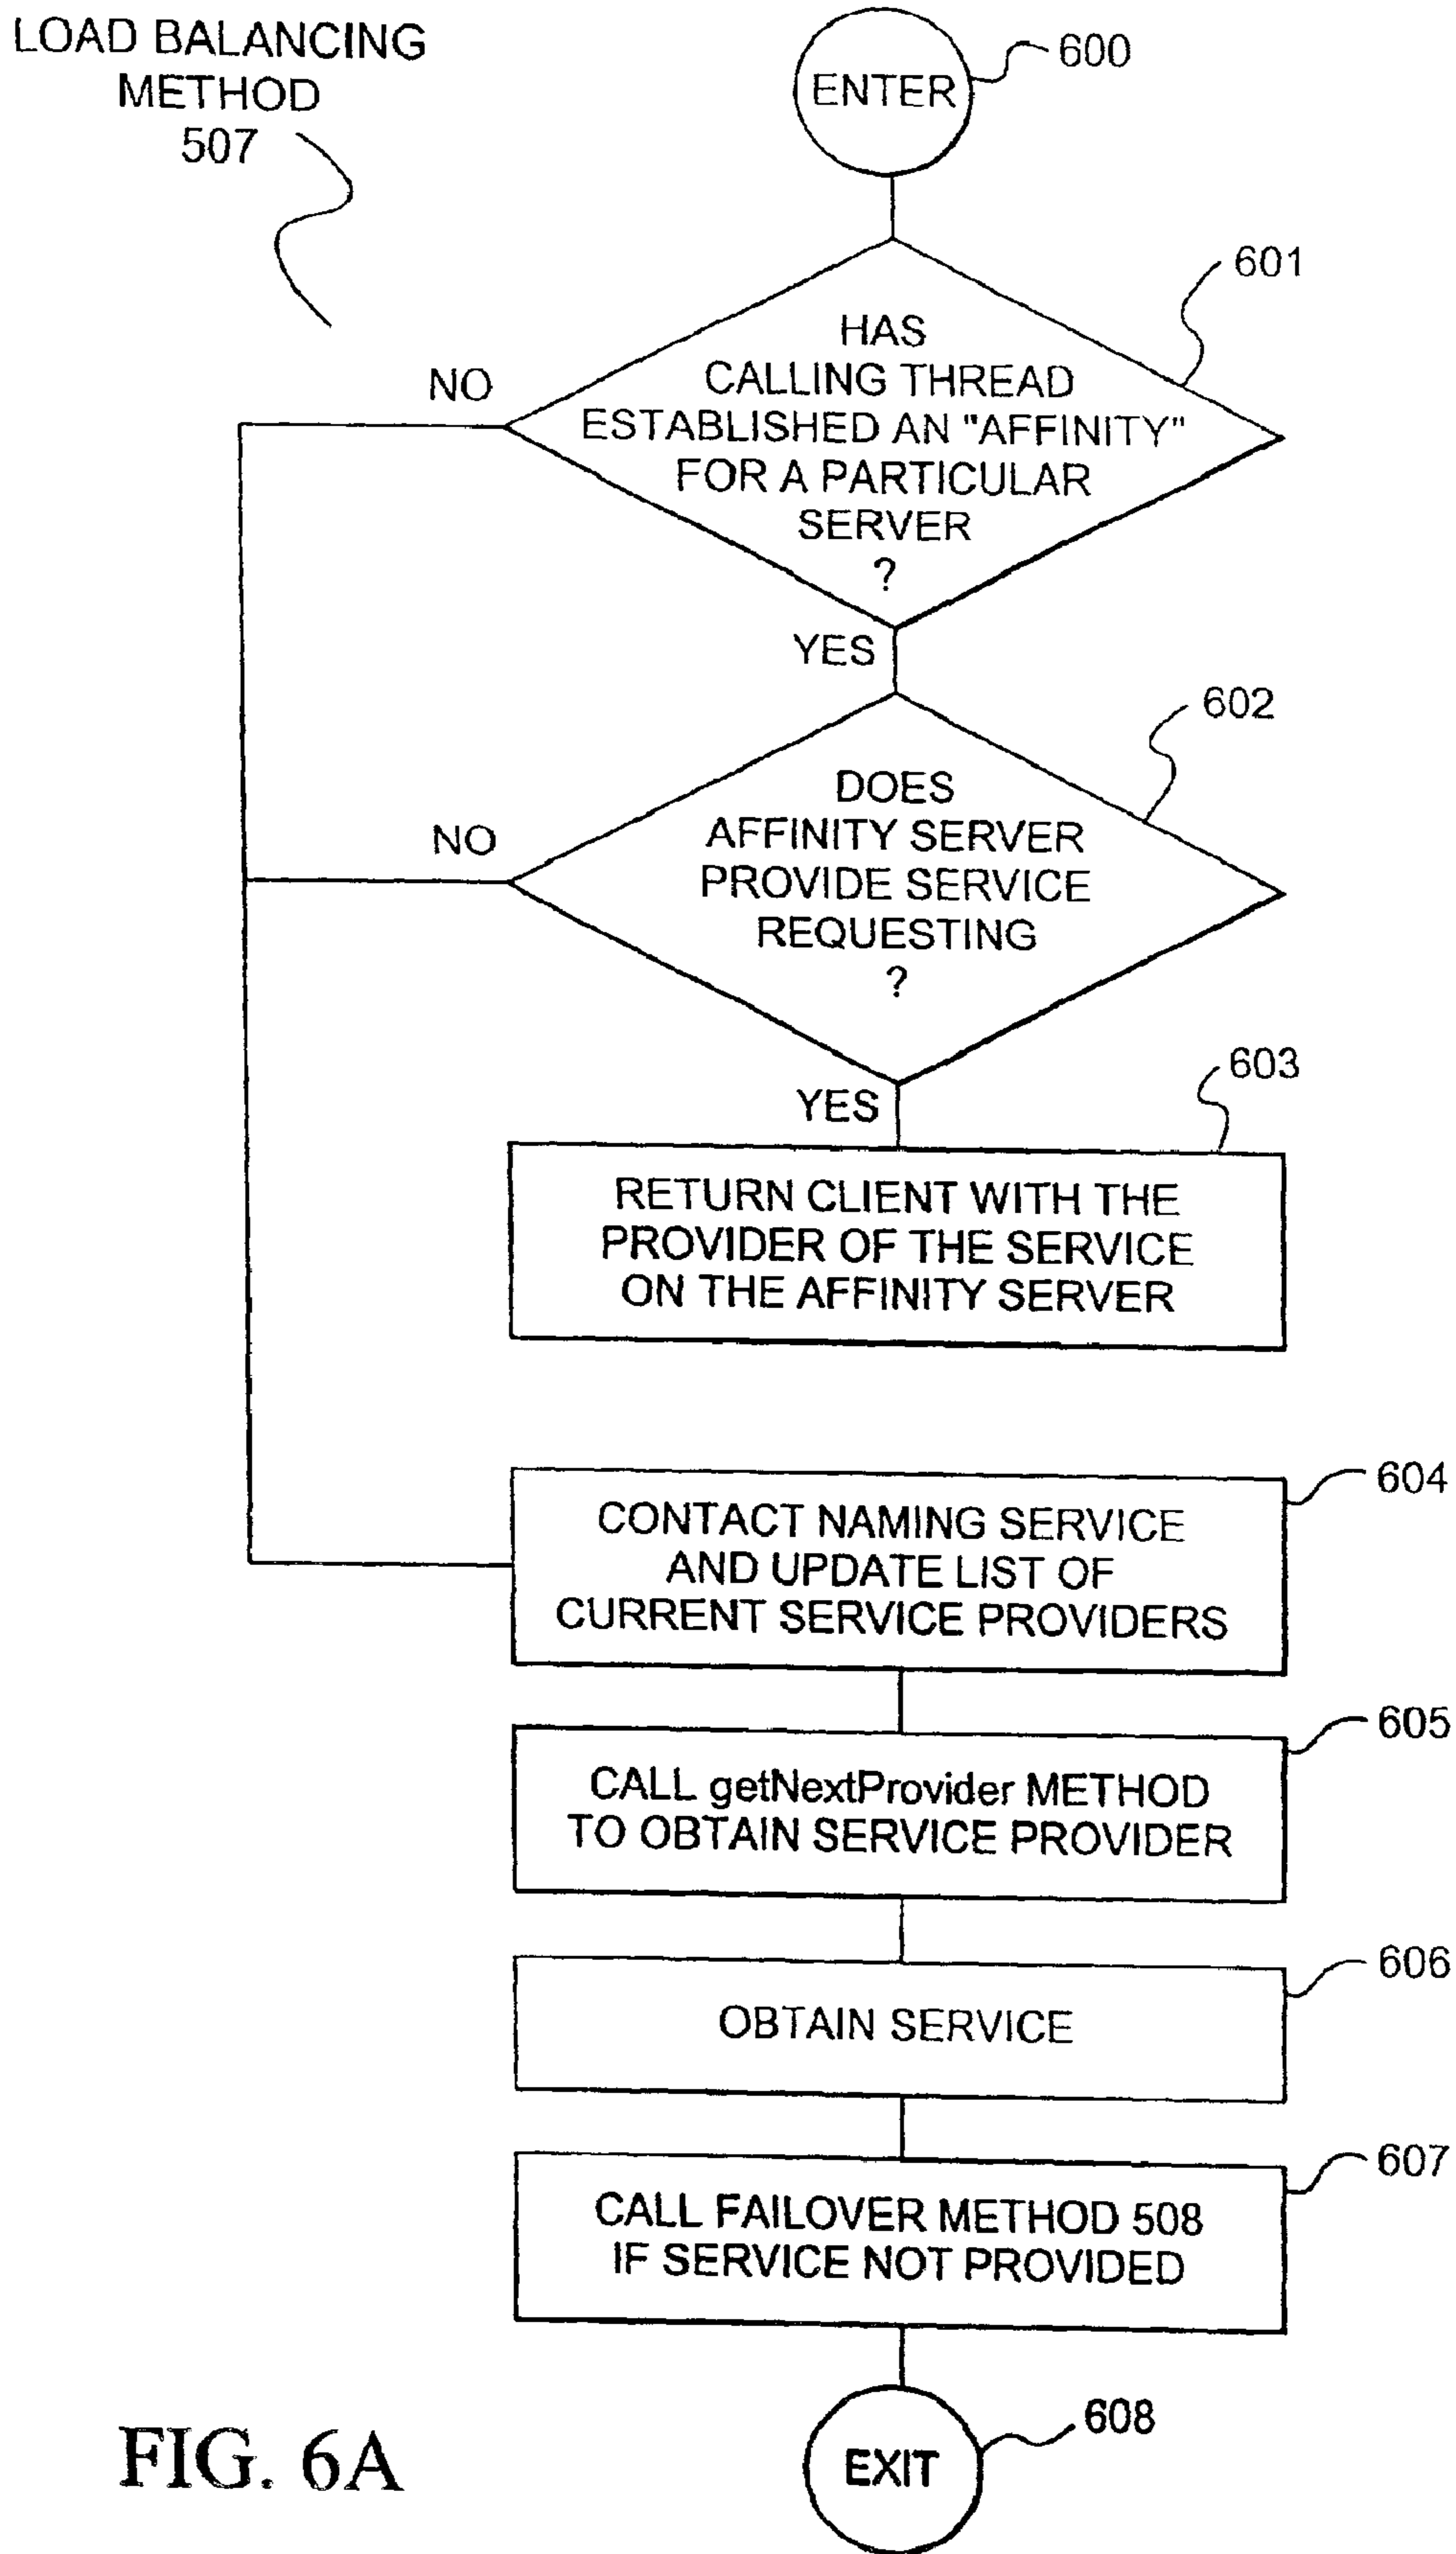 LOAD BALANCING
METHOD
507
ENTER
600
601
HAS
CALLING THREAD
ESTABLISHED AN "AFFINITY"
FOR A PARTICULAR
SERVER
?
NO
YES
602
DOES
AFFINITY SERVER
PROVIDE SERVICE
REQUESTING
?
NO
YES
603
RETURN CLIENT WITH THE
PROVIDER OF THE SERVICE
ON THE AFFINITY SERVER
604
CONTACT NAMING SERVICE
AND UPDATE LIST OF
CURRENT SERVICE PROVIDERS
605
CALL getNextProvider METHOD
TO OBTAIN SERVICE PROVIDER
606
OBTAIN SERVICE
607
CALL FAILOVER METHOD 508
IF SERVICE NOT PROVIDED
608
EXIT
FIG. 6A